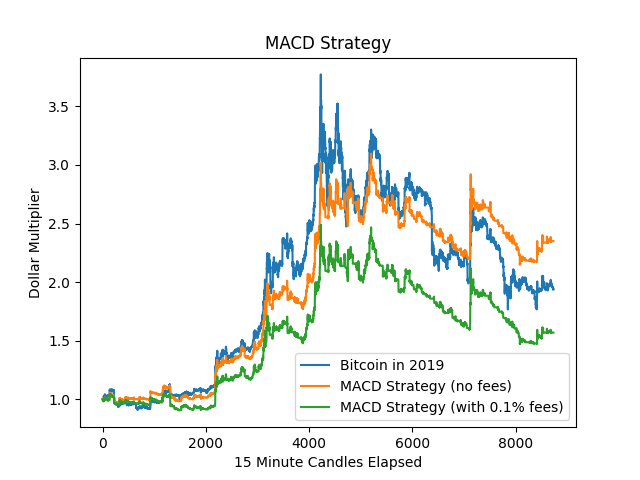 MACD Strategy
Dollar Multiplier
3.5
3.0
2.5
2.0
1.5
1.0
Bitcoin in 2019
MACD Strategy (no fees)
MACD Strategy (with 0.1% fees)
0 2000 4000 6000 8000
15 Minute Candles Elapsed